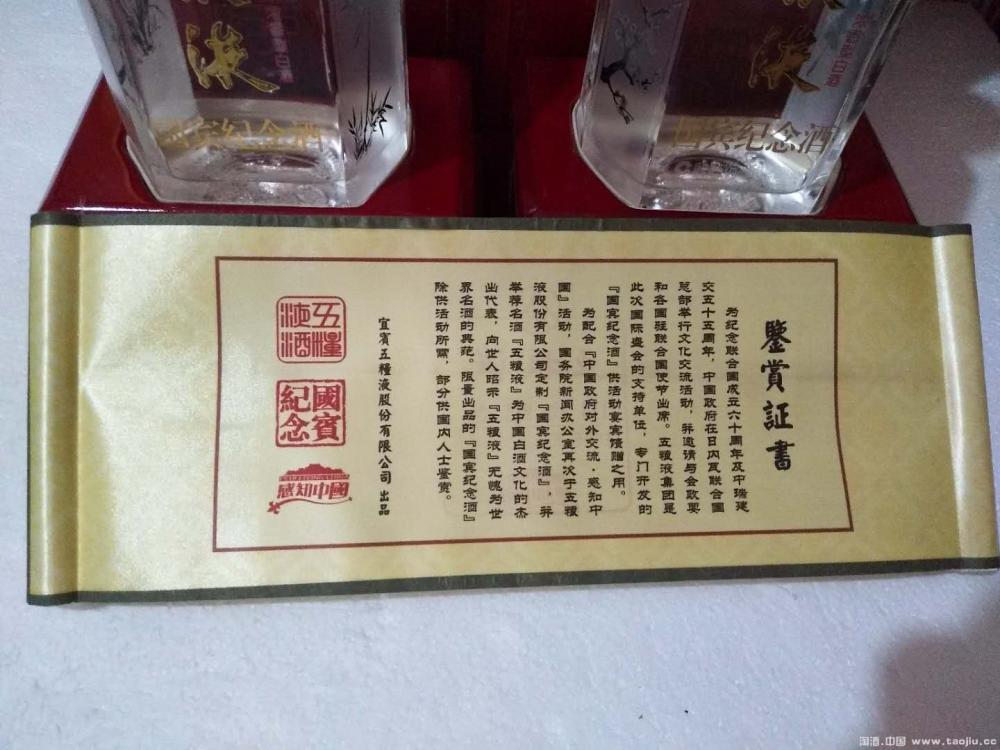 液
国宾纪念酒
液
国宾纪念酒
鑒賞証書
为纪念联合国成立六十周年及中瑞建
交五十五周年，中国政府在日内瓦联合国
总部举行文化交流活动，并邀请与会政要
和各国驻联合国使节出席。五粮液集团是
此次国际盛会的支持单位，专门开发的
『国宾纪念酒』供活动宴宾馈赠之用。
为配合『中国政府对外交流·感知中
国』活动，国务院新闻办公室再次于五粮
液股份有限公司定制『国宾纪念酒』，并
举荐名酒『五粮液』为中国白酒文化的杰
出代表，向世人昭示『五粮液』无愧为世
界名酒的典范。限量出品的『国宾纪念酒』
除供活动所需，部分供国内人士鉴赏。
宜賓五糧液股份有限公司 出品
五糧液酒
國賓紀念
感知中國
淘酒.中国 www.taojiu.cc